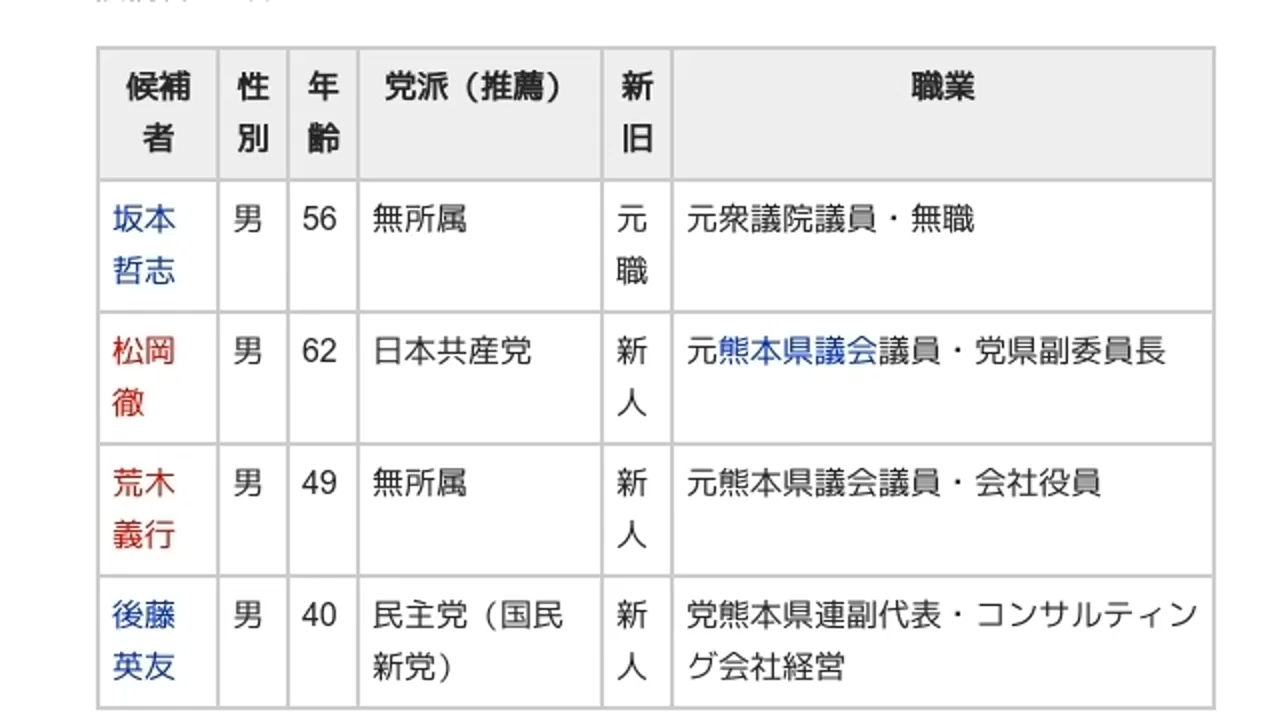 候補者 性別 年齢 党派（推薦） 新旧 職業
坂本哲志 男 56 無所属 元職 元衆議院議員・無職
松岡徹 男 62 日本共産党 新人 元熊本県議会議員・党県副委員長
荒木義行 男 49 無所属 新人 元熊本県議会議員・会社役員
後藤英友 男 40 民主党（国民新党） 新人 党熊本県連副代表・コンサルティング会社経営